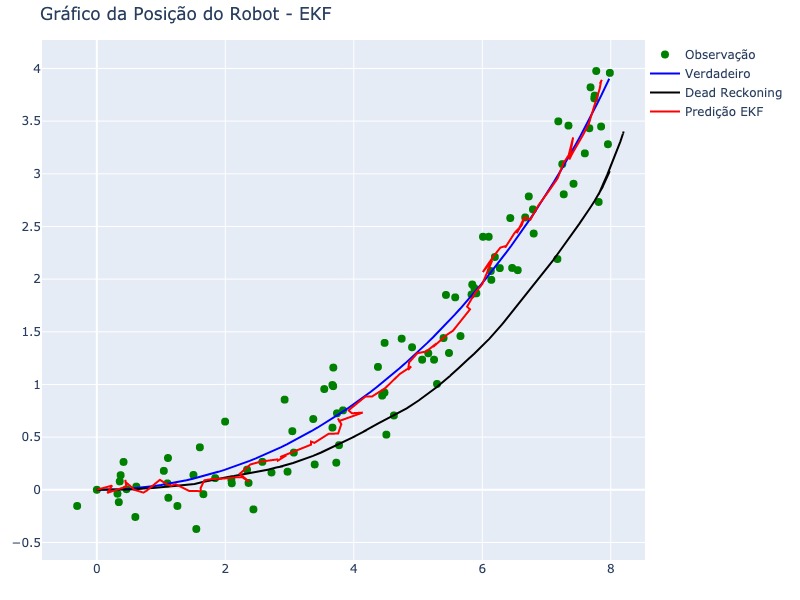 Gráfico da Posição do Robot - EKF
Observação
Verdadeiro
Dead Reckoning
Predição EKF
4
3.5
3
2.5
2
1.5
1
0.5
0
−0.5
0 2 4 6 8